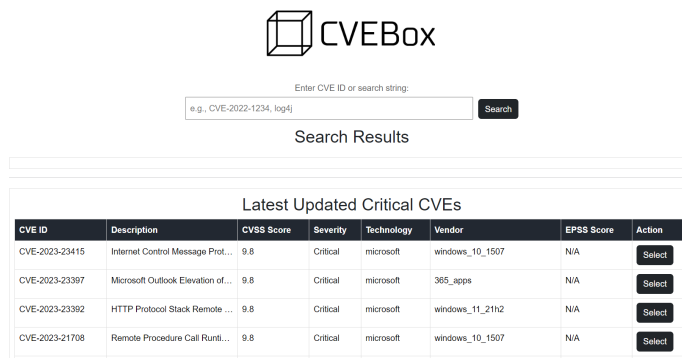 CVEBox
Enter CVE ID or search string:
e.g., CVE-2022-1234, log4j Search
Search Results
Latest Updated Critical CVEs
CVE ID Description CVSS Score Severity Technology Vendor EPSS Score Action
CVE-2023-23415 Internet Control Message Prot... 9.8 Critical microsoft windows_10_1507 N/A Select
CVE-2023-23397 Microsoft Outlook Elevation of... 9.8 Critical microsoft 365_apps N/A Select
CVE-2023-23392 HTTP Protocol Stack Remote ... 9.8 Critical microsoft windows_11_21h2 N/A Select
CVE-2023-21708 Remote Procedure Call Runti... 9.8 Critical microsoft windows_10_1507 N/A Select